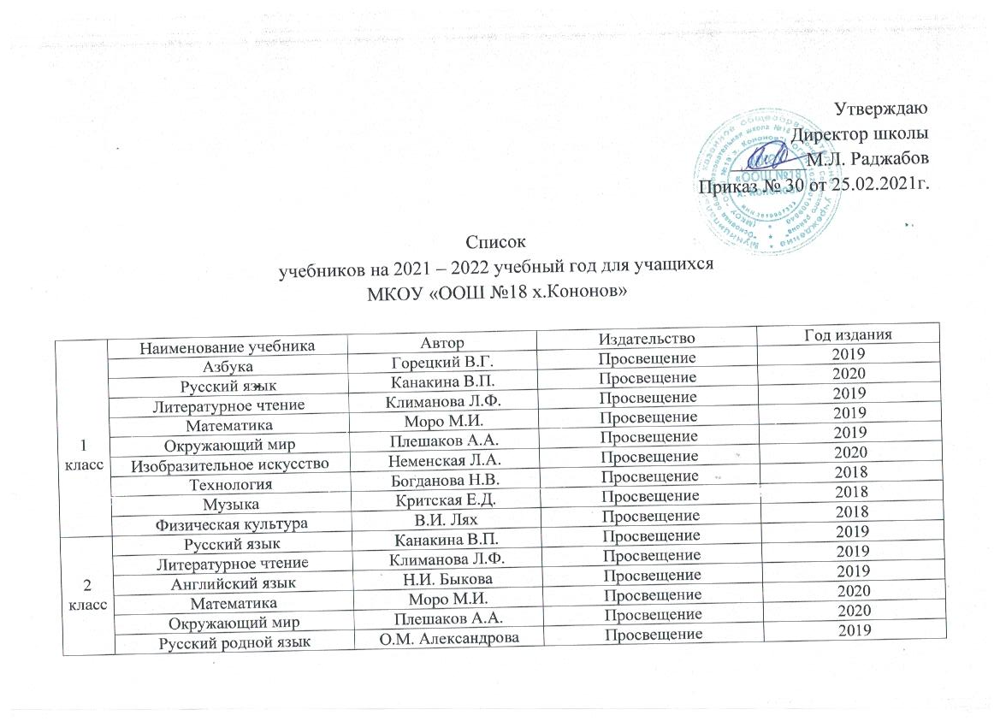 Утверждаю
Директор школы
М.Л. Раджабов
Приказ № 30 от 25.02.2021г.
«ООШ №18
х. Кононов»
Список
учебников на 2021 – 2022 учебный год для учащихся
МКОУ «ООШ №18 х.Кононов»
Наименование учебника Автор Издательство Год издания
1 класс
Азбука Горецкий В.Г. Просвещение 2019
Русский язык Канакина В.П. Просвещение 2020
Литературное чтение Климанова Л.Ф. Просвещение 2019
Математика Моро М.И. Просвещение 2019
Окружающий мир Плешаков А.А. Просвещение 2019
Изобразительное искусство Неменская Л.А. Просвещение 2020
Технология Богданова Н.В. Просвещение 2018
Музыка Критская Е.Д. Просвещение 2018
Физическая культура В.И. Лях Просвещение 2018
2 класс
Русский язык Канакина В.П. Просвещение 2019
Литературное чтение Климанова Л.Ф. Просвещение 2019
Английский язык Н.И. Быкова Просвещение 2019
Математика Моро М.И. Просвещение 2020
Окружающий мир Плешаков А.А. Просвещение 2020
Русский родной язык О.М. Александрова Просвещение 2019